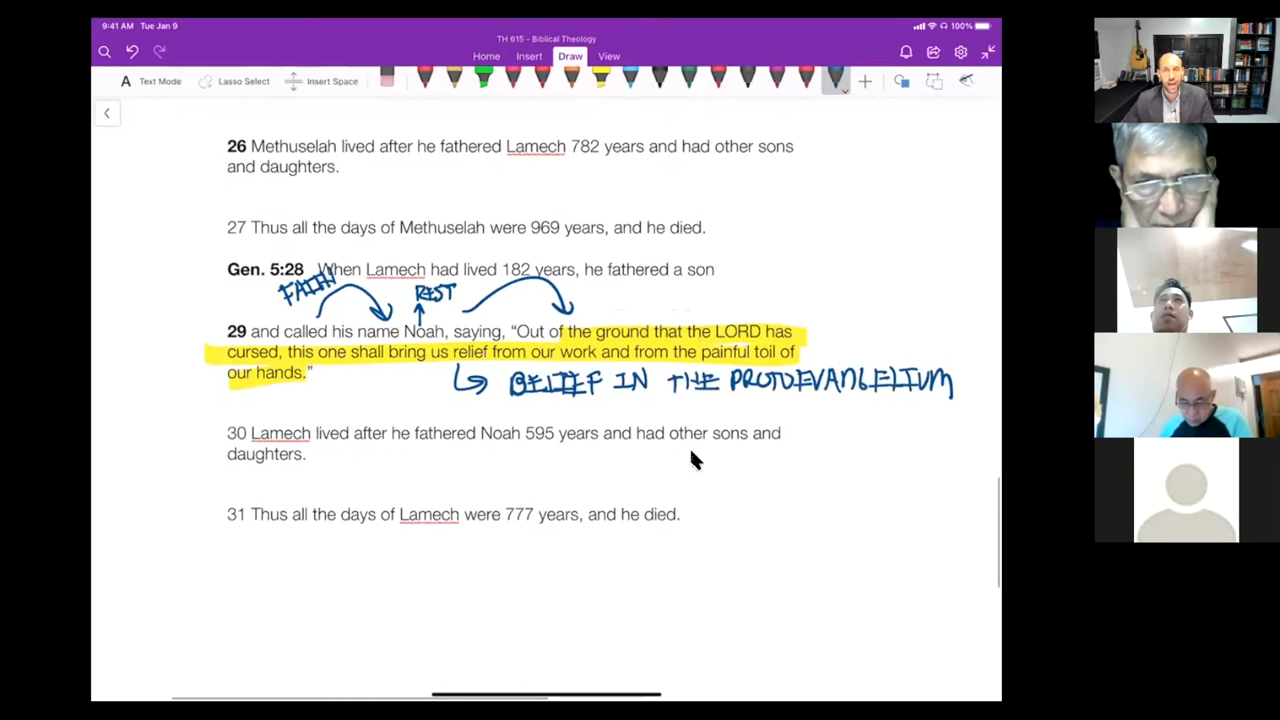 9:41 AM Tue Jan 9
100%
TH 615 - Biblical Theology
Home Insert Draw View
A Text Mode Lasso Select Insert Space
26 Methuselah lived after he fathered Lamech 782 years and had other sons
and daughters.
27 Thus all the days of Methuselah were 969 years, and he died.
Gen. 5:28 When Lamech had lived 182 years, he fathered a son
FAITH REST
29 and called his name Noah, saying, “Out of the ground that the LORD has
cursed, this one shall bring us relief from our work and from the painful toil of
our hands.”
BELIEF IN THE PROTOEVANGELIUM
30 Lamech lived after he fathered Noah 595 years and had other sons and
daughters.
31 Thus all the days of Lamech were 777 years, and he died.